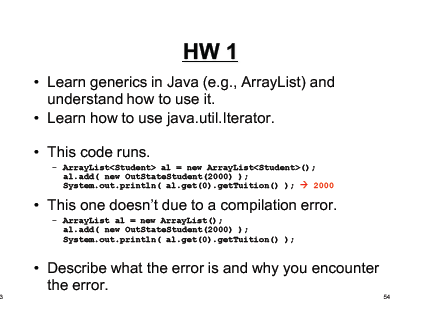 HW 1
• Learn generics in Java (e.g., ArrayList) and
understand how to use it.
• Learn how to use java.util.Iterator.
• This code runs.
– ArrayList<Student> al = new ArrayList<Student>();
al.add( new OutStateStudent(2000) );
System.out.println( al.get(0).getTuition() ); → 2000
• This one doesn't due to a compilation error.
– ArrayList al = new ArrayList();
al.add( new OutStateStudent(2000) );
System.out.println( al.get(0).getTuition() );
• Describe what the error is and why you encounter
the error.
3
54